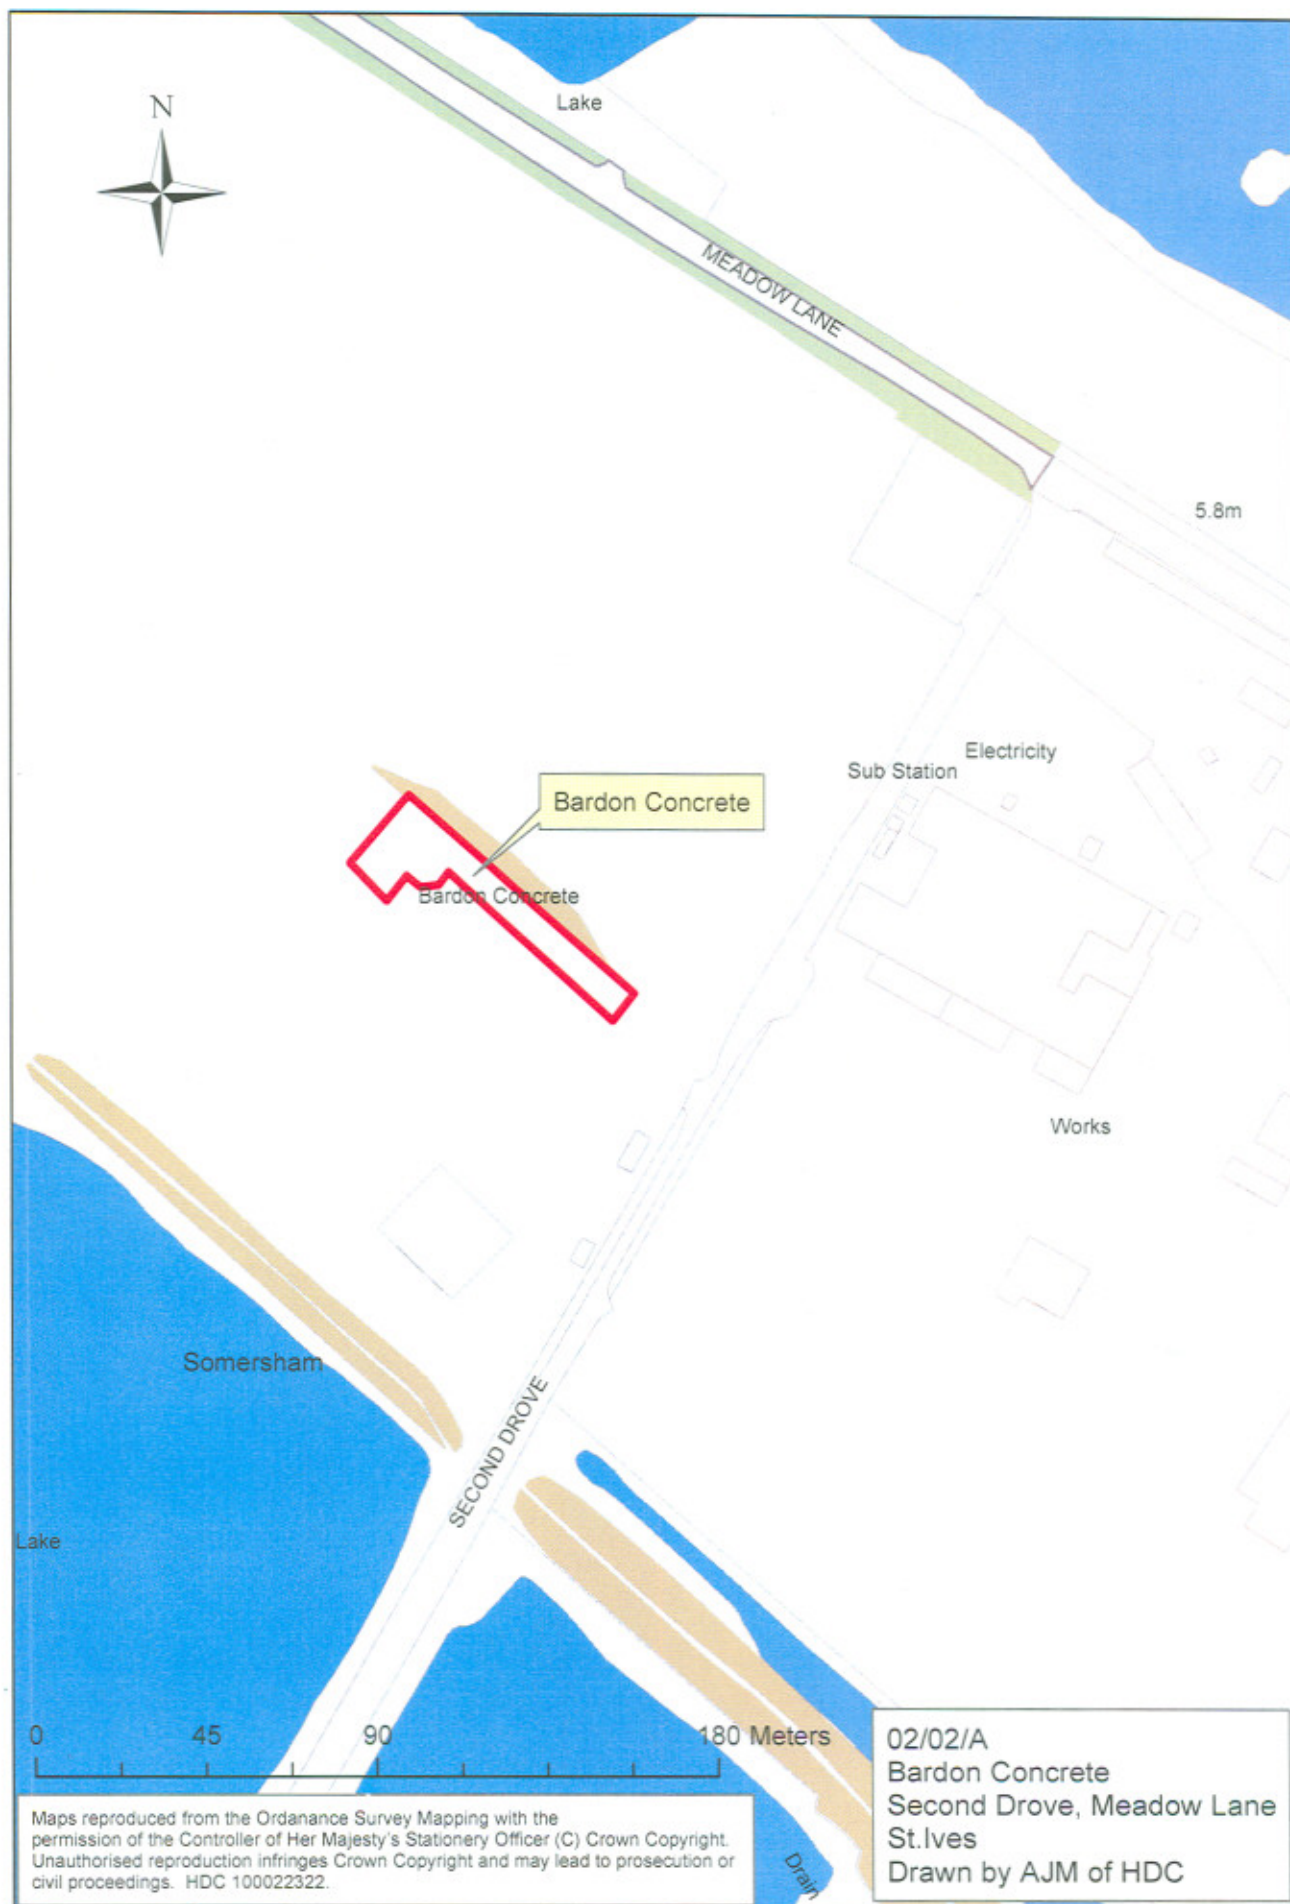 N
Lake
MEADOW LANE
5.8m
Electricity
Sub Station
Bardon Concrete
Bardon Concrete
Works
Somersham
SECOND DROVE
Lake
0 45 90 180 Meters
02/02/A
Bardon Concrete
Second Drove, Meadow Lane
St.Ives
Drawn by AJM of HDC
Maps reproduced from the Ordanance Survey Mapping with the
permission of the Controller of Her Majesty's Stationery Officer (C) Crown Copyright.
Unauthorised reproduction infringes Crown Copyright and may lead to prosecution or
civil proceedings. HDC 100022322.
Drain